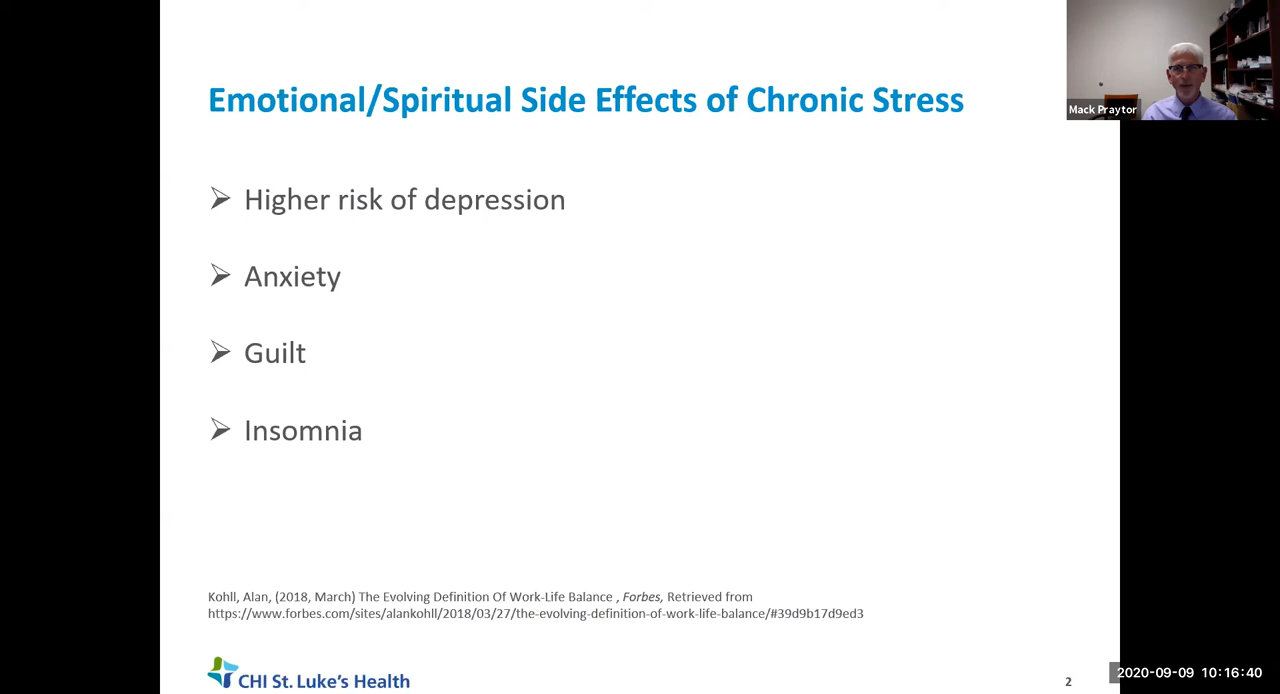 Emotional/Spiritual Side Effects of Chronic Stress
Mack Praytor
➢ Higher risk of depression
➢ Anxiety
➢ Guilt
➢ Insomnia
Kohll, Alan, (2018, March) The Evolving Definition Of Work-Life Balance , Forbes, Retrieved from
https://www.forbes.com/sites/alankohll/2018/03/27/the-evolving-definition-of-work-life-balance/#39d9b17d9ed3
CHI St. Luke's Health
2
2020-09-09 10:16:40